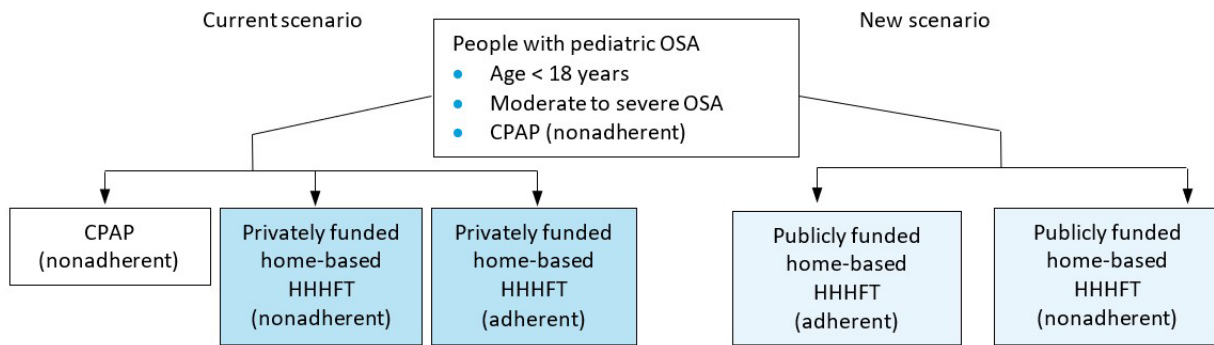 Current scenario
New scenario
People with pediatric OSA
● Age < 18 years
● Moderate to severe OSA
● CPAP (nonadherent)
CPAP
(nonadherent)
Privately funded
home-based
HHHFT
(nonadherent)
Privately funded
home-based
HHHFT
(adherent)
Publicly funded
home-based
HHHFT
(adherent)
Publicly funded
home-based
HHHFT
(nonadherent)